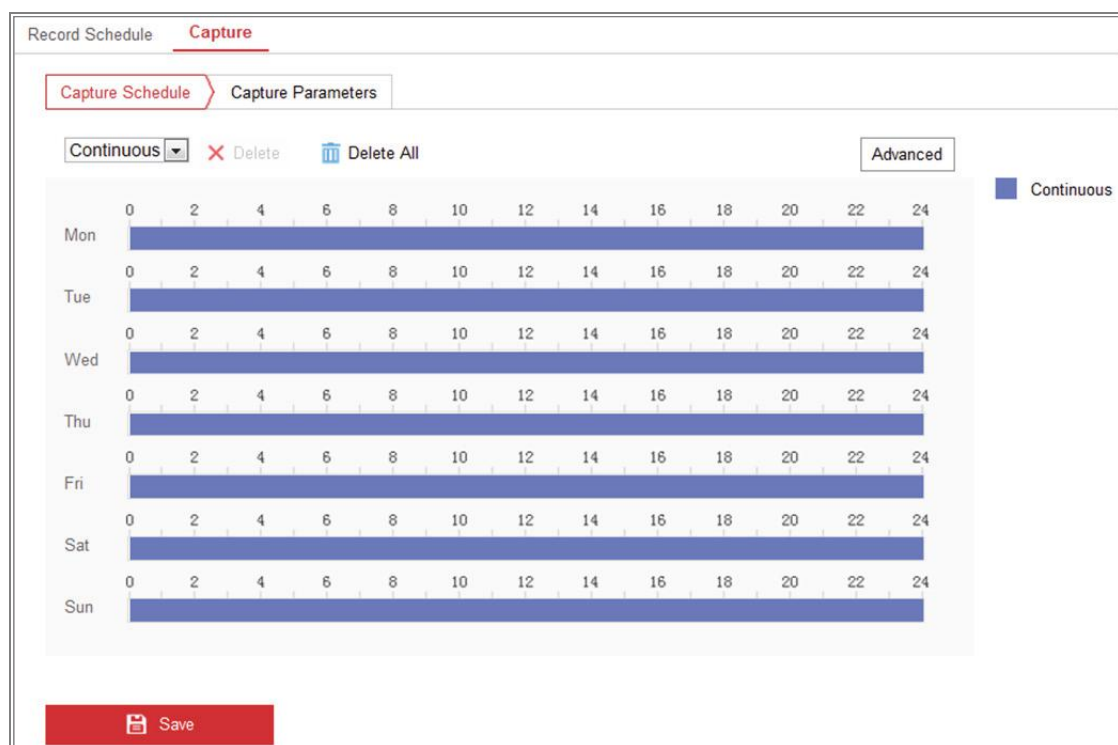 Record Schedule Capture
Capture Schedule Capture Parameters
Continuous Delete Delete All Advanced
Continuous
0 2 4 6 8 10 12 14 16 18 20 22 24
Mon
0 2 4 6 8 10 12 14 16 18 20 22 24
Tue
0 2 4 6 8 10 12 14 16 18 20 22 24
Wed
0 2 4 6 8 10 12 14 16 18 20 22 24
Thu
0 2 4 6 8 10 12 14 16 18 20 22 24
Fri
0 2 4 6 8 10 12 14 16 18 20 22 24
Sat
0 2 4 6 8 10 12 14 16 18 20 22 24
Sun
Save